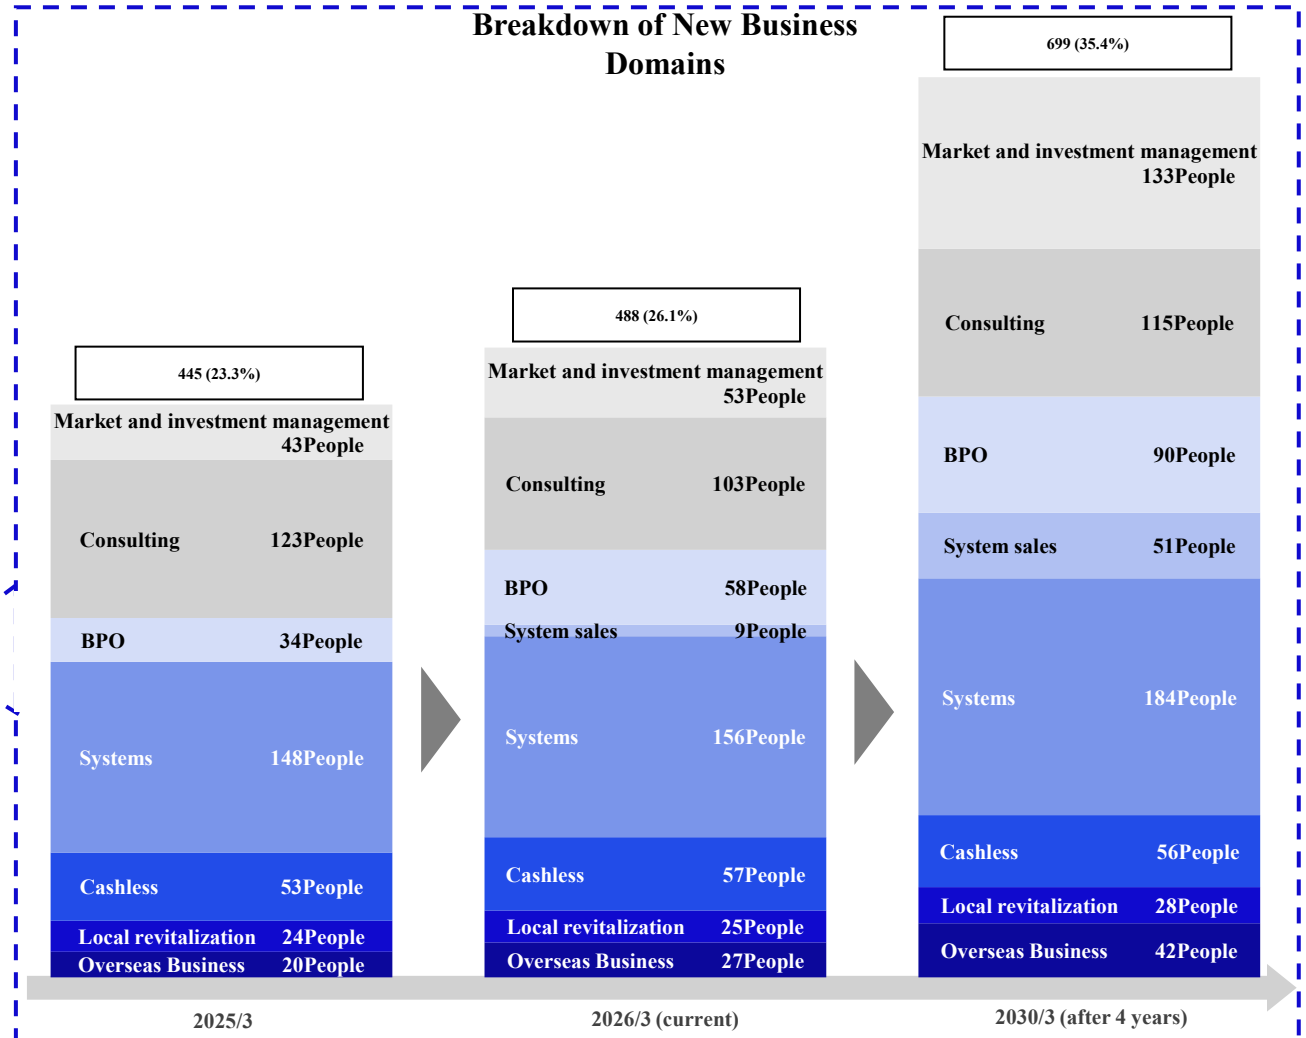 Breakdown of New Business
Domains
445 (23.3%)
Market and investment management
43People
Consulting 123People
BPO 34People
Systems 148People
Cashless 53People
Local revitalization 24People
Overseas Business 20People
2025/3
488 (26.1%)
Market and investment management
53People
Consulting 103People
BPO 58People
System sales 9People
Systems 156People
Cashless 57People
Local revitalization 25People
Overseas Business 27People
2026/3 (current)
699 (35.4%)
Market and investment management
133People
Consulting 115People
BPO 90People
System sales 51People
Systems 184People
Cashless 56People
Local revitalization 28People
Overseas Business 42People
2030/3 (after 4 years)